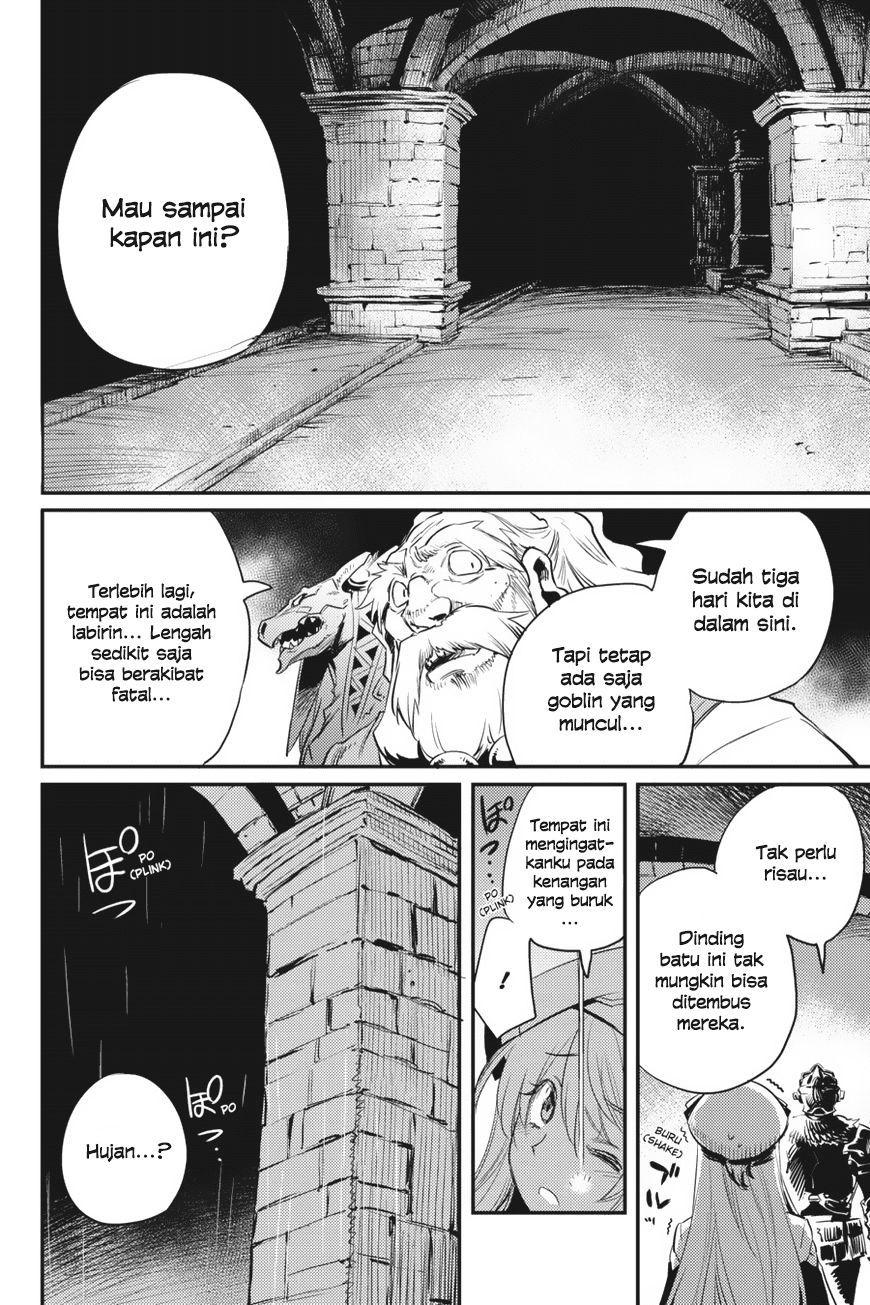 Mau sampai
kapan ini?
Sudah tiga
hari kita di
dalam sini.
Tapi tetap
ada saja
goblin yang
muncul...
Terlebih lagi,
tempat ini adalah
labirin... Lengah
sedikit saja
bisa berakibat
fatal...
Tak perlu
risau...
Dinding
batu ini tak
mungkin bisa
ditembus
mereka.
BURU
(SHAKE)
ブルッ
Tempat ini
mengingat-
kanku pada
kenangan
yang buruk
...
ぽ...
PO
(PLINK)
!
ぽっ
PO
(PLINK)
ぽっ
PO
Hujan...?